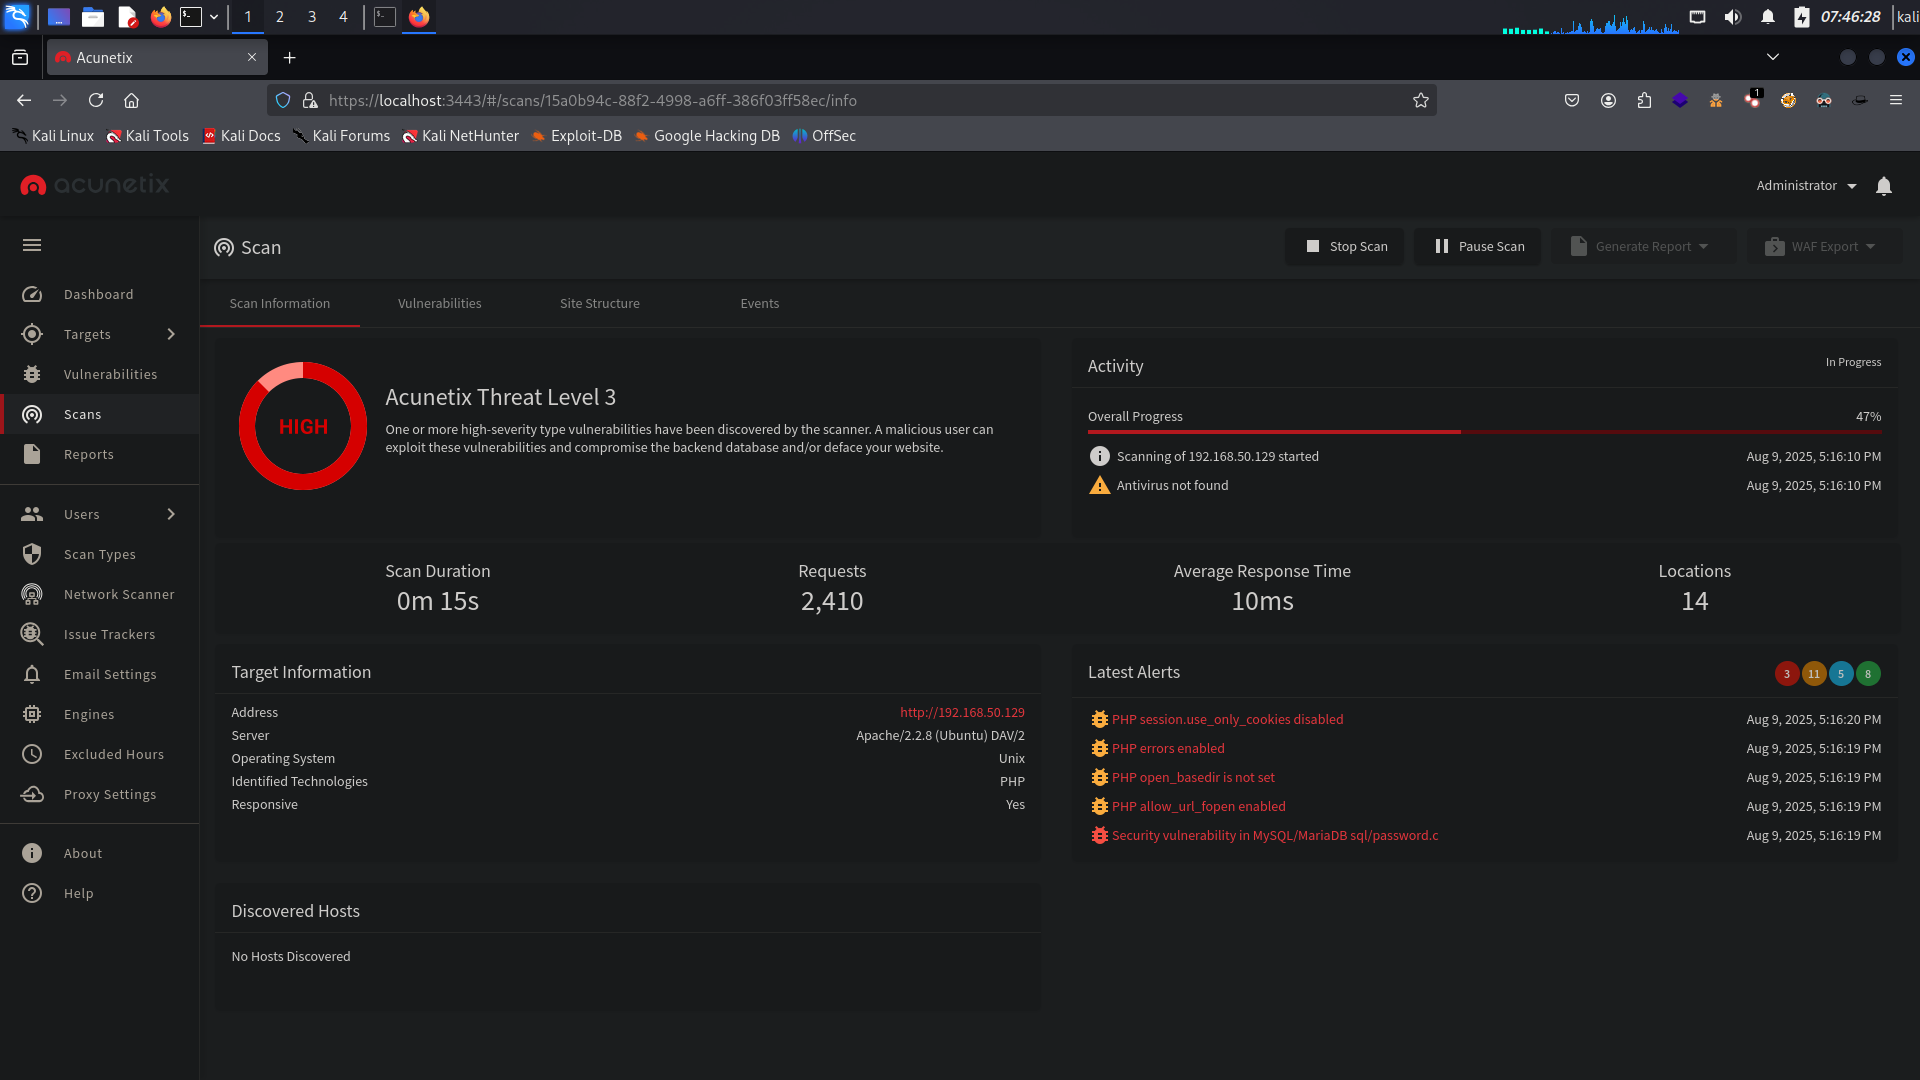 1 2 3 4 07:46:28 kali
Acunetix
https://localhost:3443/#/scans/15a0b94c-88f2-4998-a6ff-386f03ff58ec/info 1
Kali Linux Kali Tools Kali Docs Kali Forums Kali NetHunter Exploit-DB Google Hacking DB OffSec
acunetix
Administrator
Scan
Stop Scan Pause Scan Generate Report WAF Export
Scan Information Vulnerabilities Site Structure Events
Dashboard
Targets
Vulnerabilities
Scans
Reports
Users
Scan Types
Network Scanner
Issue Trackers
Email Settings
Engines
Excluded Hours
Proxy Settings
About
Help
HIGH
Acunetix Threat Level 3
One or more high-severity type vulnerabilities have been discovered by the scanner. A malicious user can
exploit these vulnerabilities and compromise the backend database and/or deface your website.
Activity In Progress
Overall Progress 47%
Scanning of 192.168.50.129 started Aug 9, 2025, 5:16:10 PM
Antivirus not found Aug 9, 2025, 5:16:10 PM
Scan Duration Requests Average Response Time Locations
0m 15s 2,410 10ms 14
Target Information
Address http://192.168.50.129
Server Apache/2.2.8 (Ubuntu) DAV/2
Operating System Unix
Identified Technologies PHP
Responsive Yes
Latest Alerts 3 11 5 8
PHP session.use_only_cookies disabled Aug 9, 2025, 5:16:20 PM
PHP errors enabled Aug 9, 2025, 5:16:19 PM
PHP open_basedir is not set Aug 9, 2025, 5:16:19 PM
PHP allow_url_fopen enabled Aug 9, 2025, 5:16:19 PM
Security vulnerability in MySQL/MariaDB sql/password.c Aug 9, 2025, 5:16:19 PM
Discovered Hosts
No Hosts Discovered